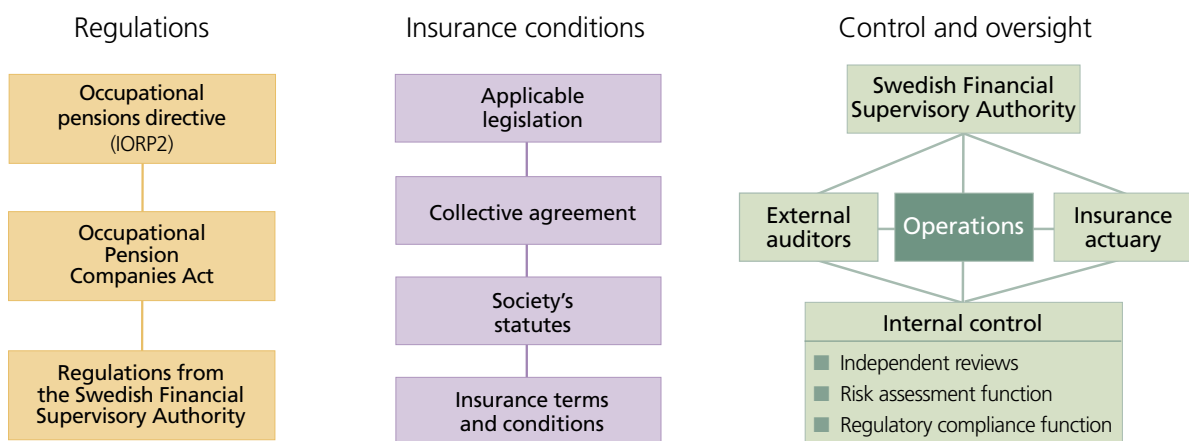 Regulations
Occupational
pensions directive
(IORP2)
Occupational
Pension
Companies Act
Regulations from
the Swedish Financial
Supervisory Authority
Insurance conditions
Applicable
legislation
Collective agreement
Society's
statutes
Insurance terms
and conditions
Control and oversight
Swedish Financial
Supervisory Authority
External
auditors
Operations
Insurance
actuary
Internal control
Independent reviews
Risk assessment function
Regulatory compliance function